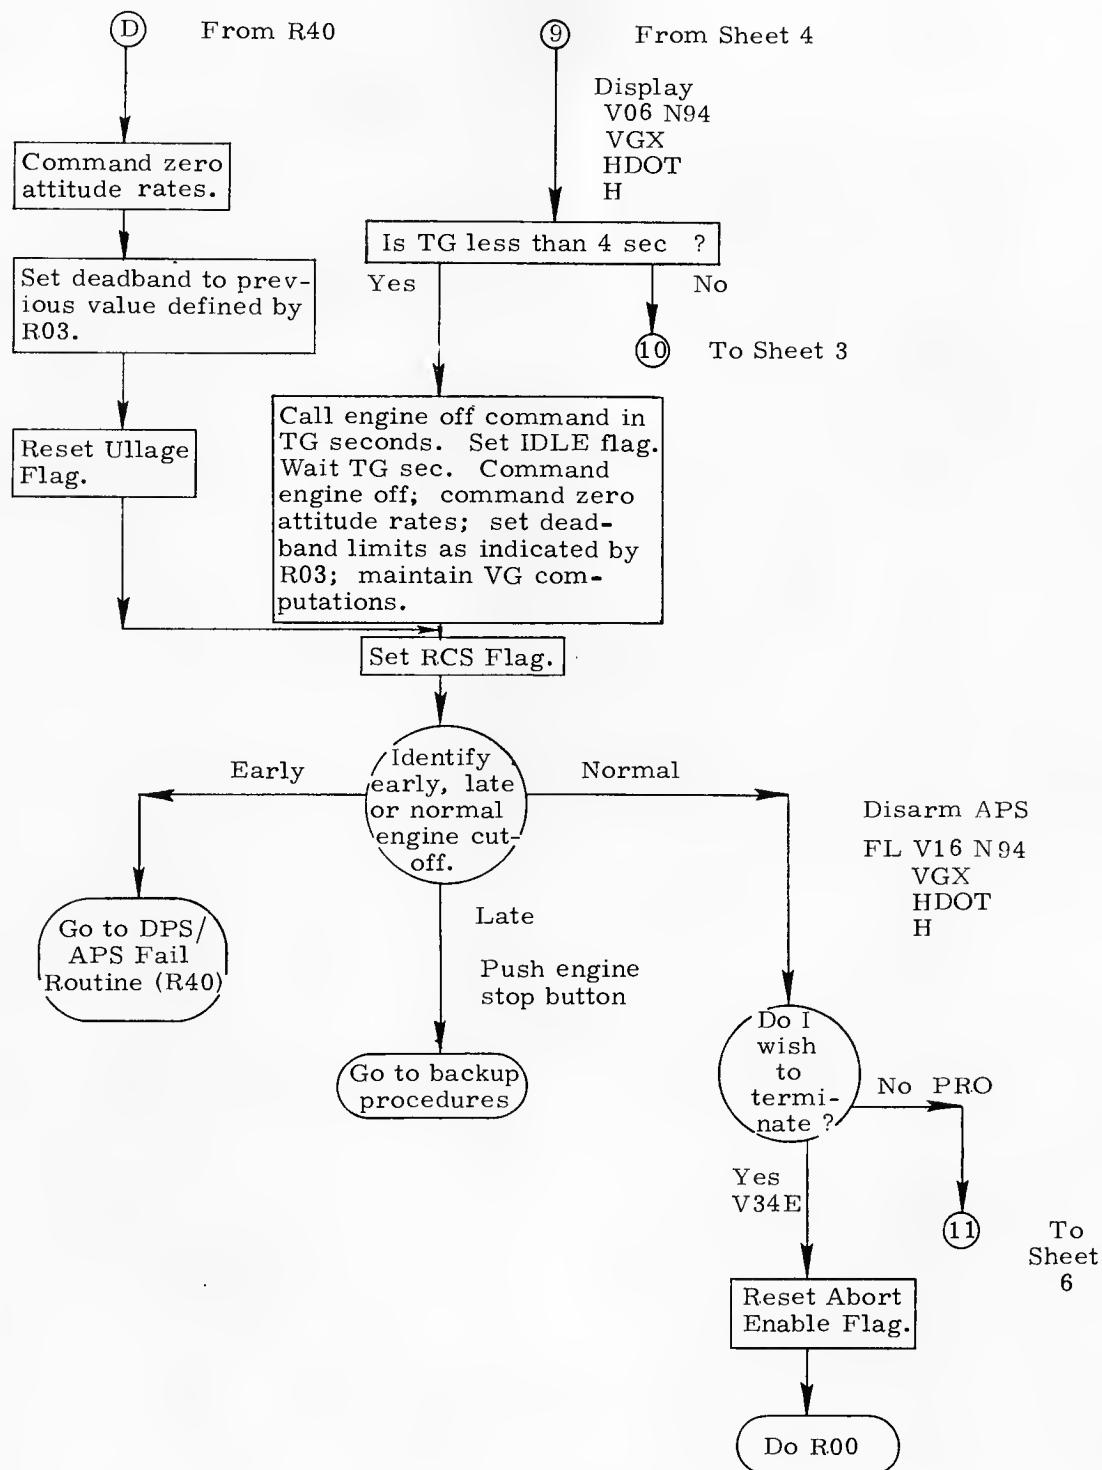 D From R40
9 From Sheet 4
Display
V06 N94
VGX
HDOT
H
Command zero
attitude rates.
Is TG less than 4 sec ?
Set deadband to prev-
ious value defined by
R03.
Yes
No
10 To Sheet 3
Reset Ullage
Flag.
Call engine off command in
TG seconds. Set IDLE flag.
Wait TG sec. Command
engine off; command zero
attitude rates; set dead-
band limits as indicated by
R03; maintain VG com-
putations.
Set RCS Flag.
Identify
early, late
or normal
engine cut-
off.
Early
Normal
Disarm APS
FL V16 N94
VGX
HDOT
H
Go to DPS/
APS Fail
Routine (R40)
Late
Push engine
stop button
Go to backup
procedures
Do I
wish
to
termi-
nate ?
No PRO
Yes
V34E
11
To
Sheet
6
Reset Abort
Enable Flag.
Do R00